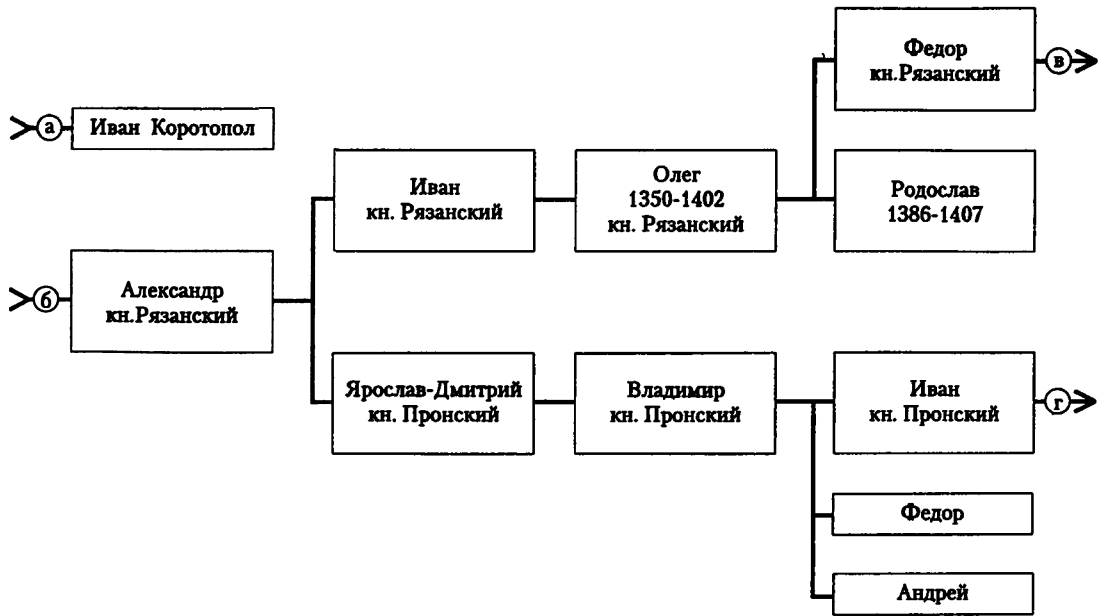 Федор
кн.Рязанский
в
а
Иван Коротопол
Иван
кн. Рязанский
Олег
1350-1402
кн. Рязанский
Родослав
1386-1407
б
Александр
кн.Рязанский
Ярослав-Дмитрий
кн. Пронский
Владимир
кн. Пронский
Иван
кн. Пронский
г
Федор
Андрей